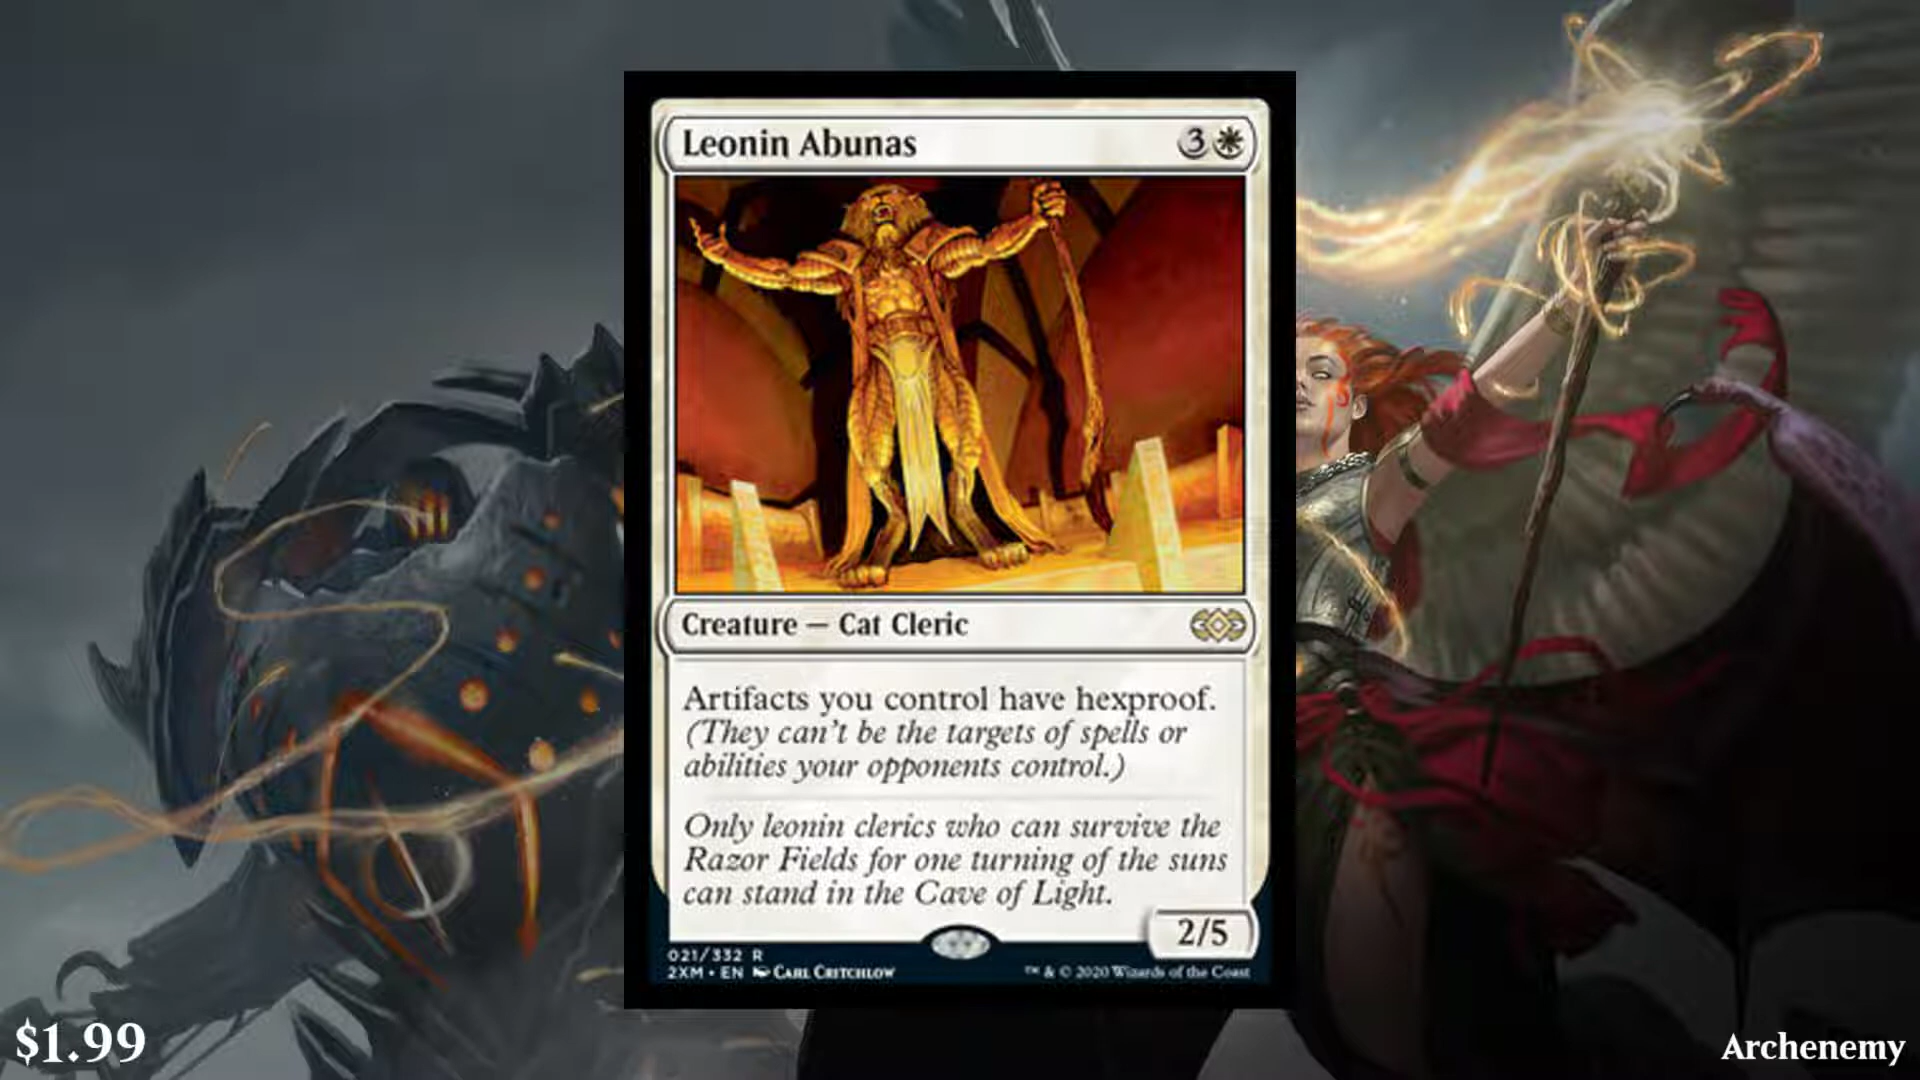 Leonin Abunas
3
Creature — Cat Cleric
Artifacts you control have hexproof.
(They can't be the targets of spells or
abilities your opponents control.)
Only leonin clerics who can survive the
Razor Fields for one turning of the suns
can stand in the Cave of Light.
2/5
021/332 R
2XM • EN Carl Critchlow
™ & © 2020 Wizards of the Coast
$1.99
Archenemy